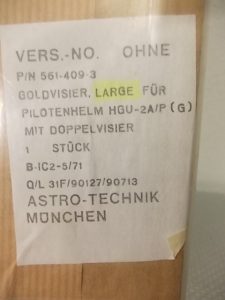 VERS.-NO. OHNE
P/N 561-409-3
GOLDVISIER, LARGE FÜR
PILOTENHELM HGU-2A/P (G)
MIT DOPPELVISIER
1 STÜCK
B-IC2-5/71
Q/L 31F/90127/90713
ASTRO-TECHNIK
MÜNCHEN